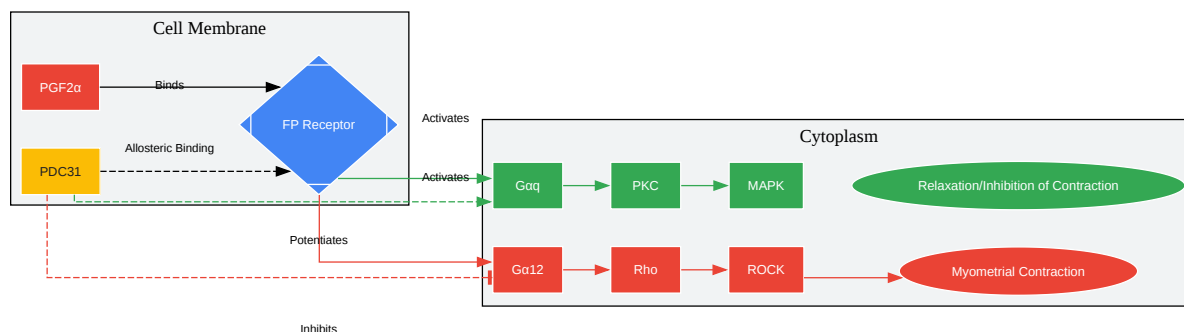 Cell Membrane
PGF2α
Binds
FP Receptor
Activates
Cytoplasm
Allosteric Binding
PDC31
Activates
Gαq
PKC
MAPK
Relaxation/Inhibition of Contraction
Potentiates
Gα12
Rho
ROCK
Myometrial Contraction
Inhibits